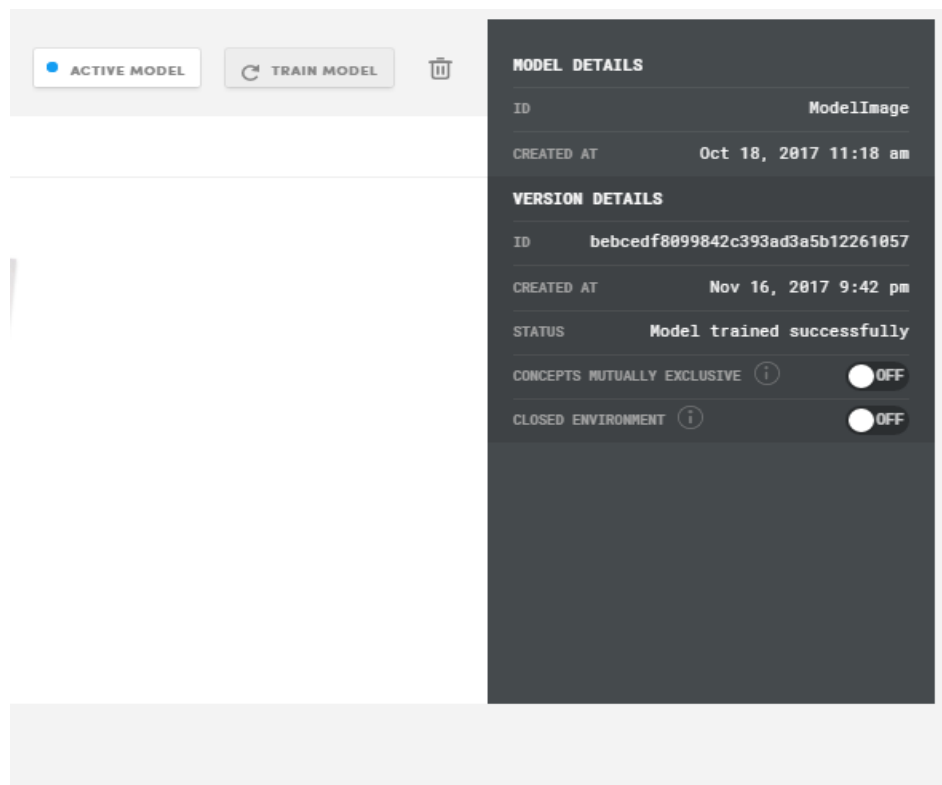 ACTIVE MODEL
TRAIN MODEL
MODEL DETAILS
ID ModelImage
CREATED AT Oct 18, 2017 11:18 am
VERSION DETAILS
ID bebcedf8099842c393ad3a5b12261057
CREATED AT Nov 16, 2017 9:42 pm
STATUS Model trained successfully
CONCEPTS MUTUALLY EXCLUSIVE OFF
CLOSED ENVIRONMENT OFF